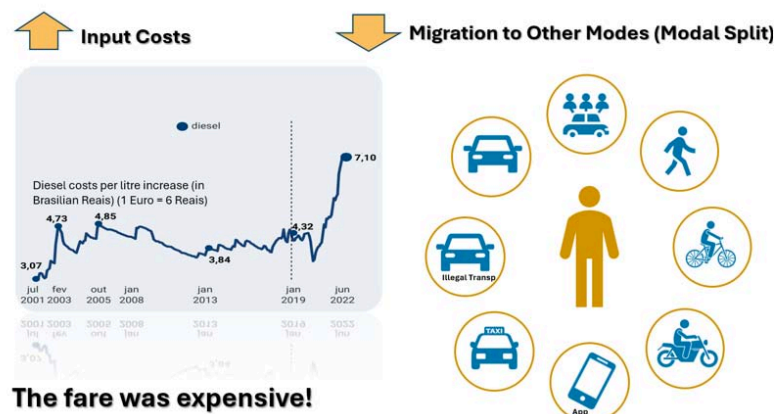 Input Costs
Migration to Other Modes (Modal Split)
diesel
7,10
Diesel costs per litre increase (in
Brasilian Reais) (1 Euro = 6 Reais)
4,73
4,85
4,32
3,84
3,07
jul fev out jan jan jan jun
2001 2003 2005 2008 2013 2019 2022
Illegal Transp
TAXI
App
The fare was expensive!